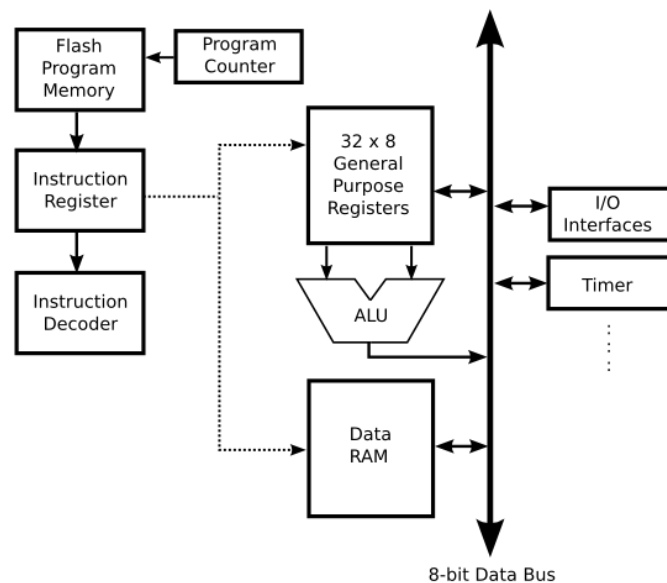 Flash
Program
Memory
Program
Counter
Instruction
Register
Instruction
Decoder
32 x 8
General
Purpose
Registers
ALU
Data
RAM
I/O
Interfaces
Timer
8-bit Data Bus